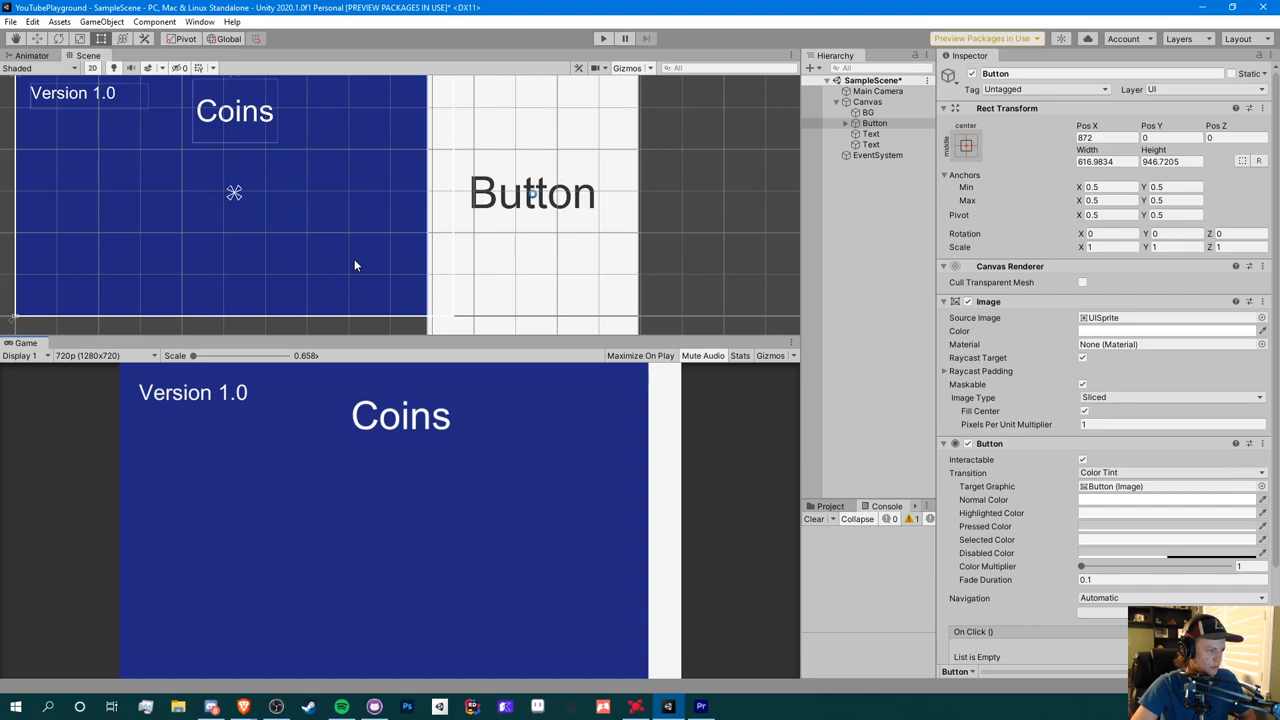 YouTubePlayground - SampleScene - PC, Mac & Linux Standalone - Unity 2020.1.0f1 Personal [PREVIEW PACKAGES IN USE]* <DX11>
File Edit Assets GameObject Component Window Help
Pivot Global Preview Packages in Use Account Layers Layout
Animator Scene Hierarchy Inspector
Shaded 2D 0 Gizmos All All
Version 1.0
Coins
Button
SampleScene*
Main Camera
Canvas
BG
Button
Text
Text
EventSystem
Button Static
Tag Untagged Layer UI
Rect Transform
center
middle
Pos X Pos Y Pos Z
872 0 0
Width Height
616.9834 946.7205 R
Anchors
Min X 0.5 Y 0.5
Max X 0.5 Y 0.5
Pivot X 0.5 Y 0.5
Rotation X 0 Y 0 Z 0
Scale X 1 Y 1 Z 1
Canvas Renderer
Cull Transparent Mesh
Image
Source Image UISprite
Color
Material None (Material)
Raycast Target
Raycast Padding
Maskable
Image Type Sliced
Fill Center
Pixels Per Unit Multiplier 1
Button
Interactable
Transition Color Tint
Target Graphic Button (Image)
Normal Color
Highlighted Color
Pressed Color
Selected Color
Disabled Color
Color Multiplier 1
Fade Duration 0.1
Navigation Automatic
On Click ()
List is Empty
Button
Game
Display 1 720p (1280x720) Scale 0.658x Maximize On Play Mute Audio Stats Gizmos
Version 1.0
Coins
Project Console
Clear Collapse 0 1